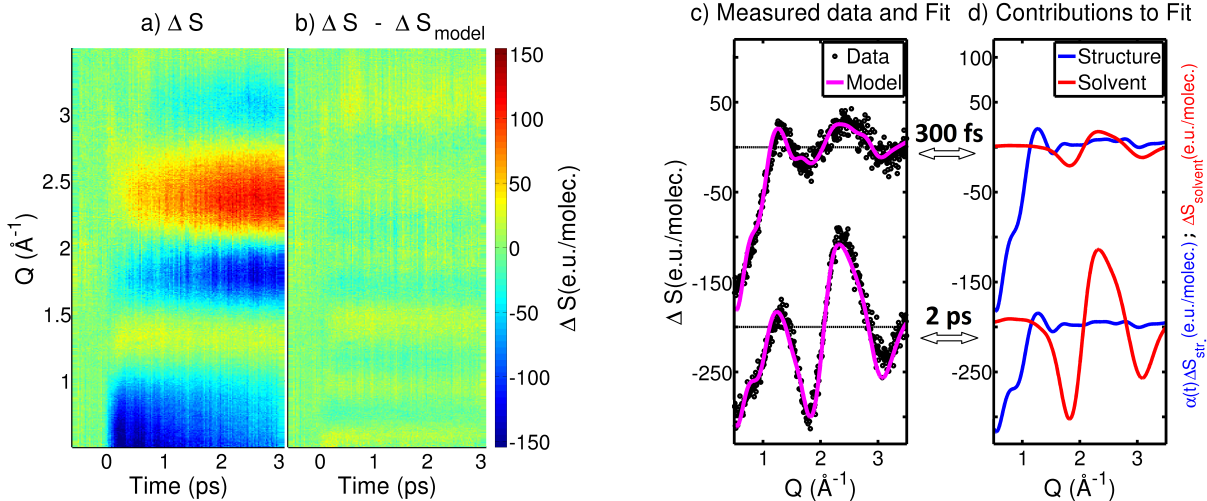 a) Δ S
b) Δ S - Δ S_model
c) Measured data and Fit
d) Contributions to Fit
3
2.5
2
1.5
1
Q (Å⁻¹)
0 1 2 3
Time (ps)
0 1 2 3
Time (ps)
150
100
50
0
-50
-100
-150
Δ S(e.u./molec.)
Data
Model
50
-50
-150
-250
Δ S(e.u./molec.)
1 2 3
Q (Å⁻¹)
300 fs
2 ps
Structure
Solvent
100
50
-50
-150
-250
1 2 3
Q (Å⁻¹)
α(t)ΔS_str.(e.u./molec.) ; ΔS_solvent(e.u./molec.)